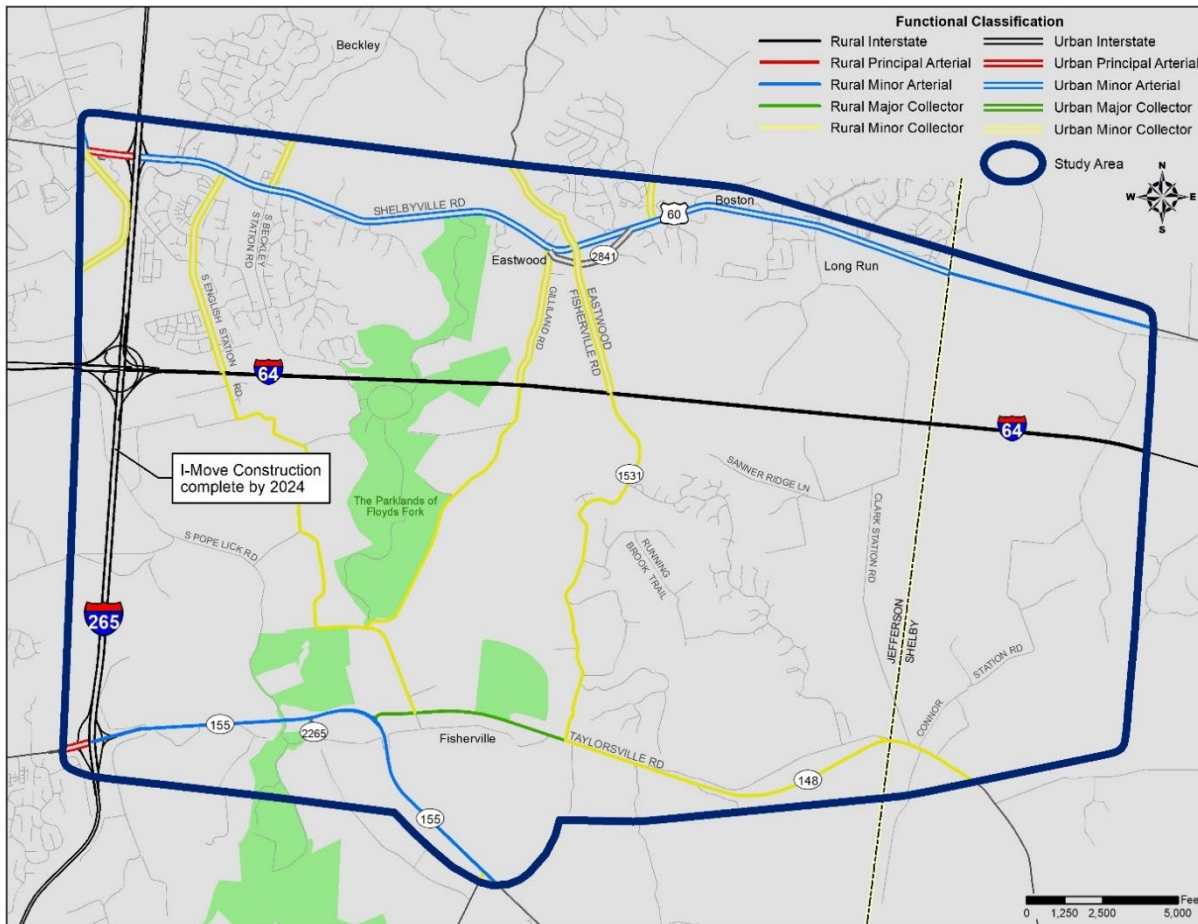 Functional Classification
Rural Interstate
Urban Interstate
Rural Principal Arterial
Urban Principal Arterial
Rural Minor Arterial
Urban Minor Arterial
Rural Major Collector
Urban Major Collector
Rural Minor Collector
Urban Minor Collector
Study Area
N
W E
S
Beckley
SHELBYVILLE RD
S BECKLEY
STATION RD
60
Boston
Eastwood
2841
Long Run
S ENGLISH STATION
RD
GILLILAND RD
EASTWOOD
FISHERVILLE RD
64
64
I-Move Construction
complete by 2024
The Parklands of
Floyds Fork
1531
SANNER RIDGE LN
CLARK STATION RD
S POPE LICK RD
RUNNING
BROOK TRAIL
265
JEFFERSON
SHELBY
CONNOR
STATION RD
155
2265
Fisherville
TAYLORSVILLE RD
148
155
Feet
0 1,250 2,500 5,000